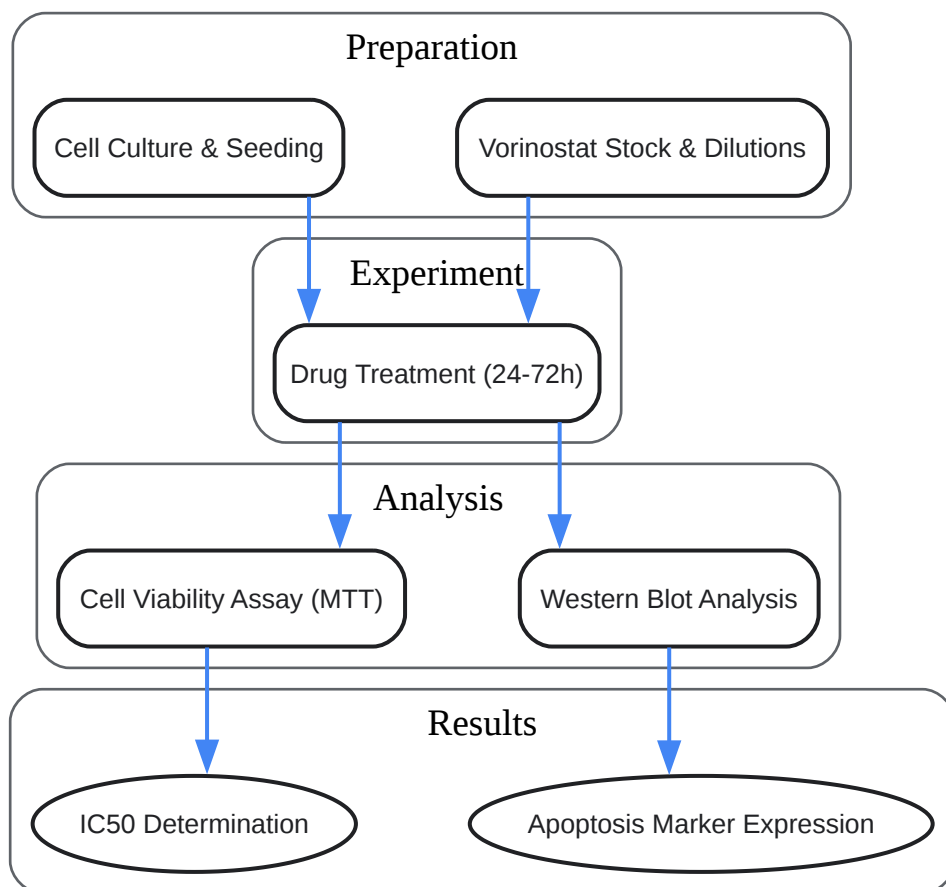 Preparation
Cell Culture & Seeding
Vorinostat Stock & Dilutions
Experiment
Drug Treatment (24-72h)
Analysis
Cell Viability Assay (MTT)
Western Blot Analysis
Results
IC50 Determination
Apoptosis Marker Expression